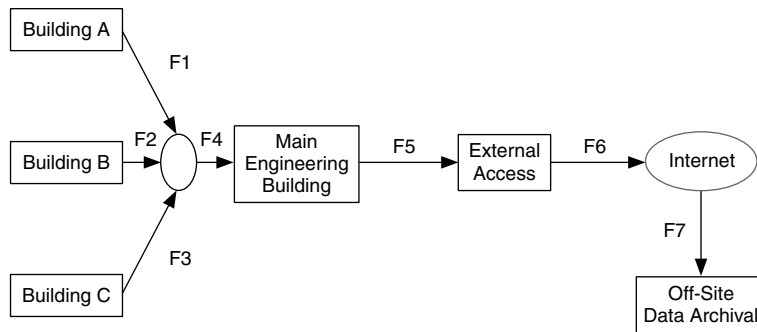 Building A
F1
Building B
F2
F4
Main
Engineering
Building
F5
External
Access
F6
Internet
F3
F7
Building C
Off-Site
Data Archival